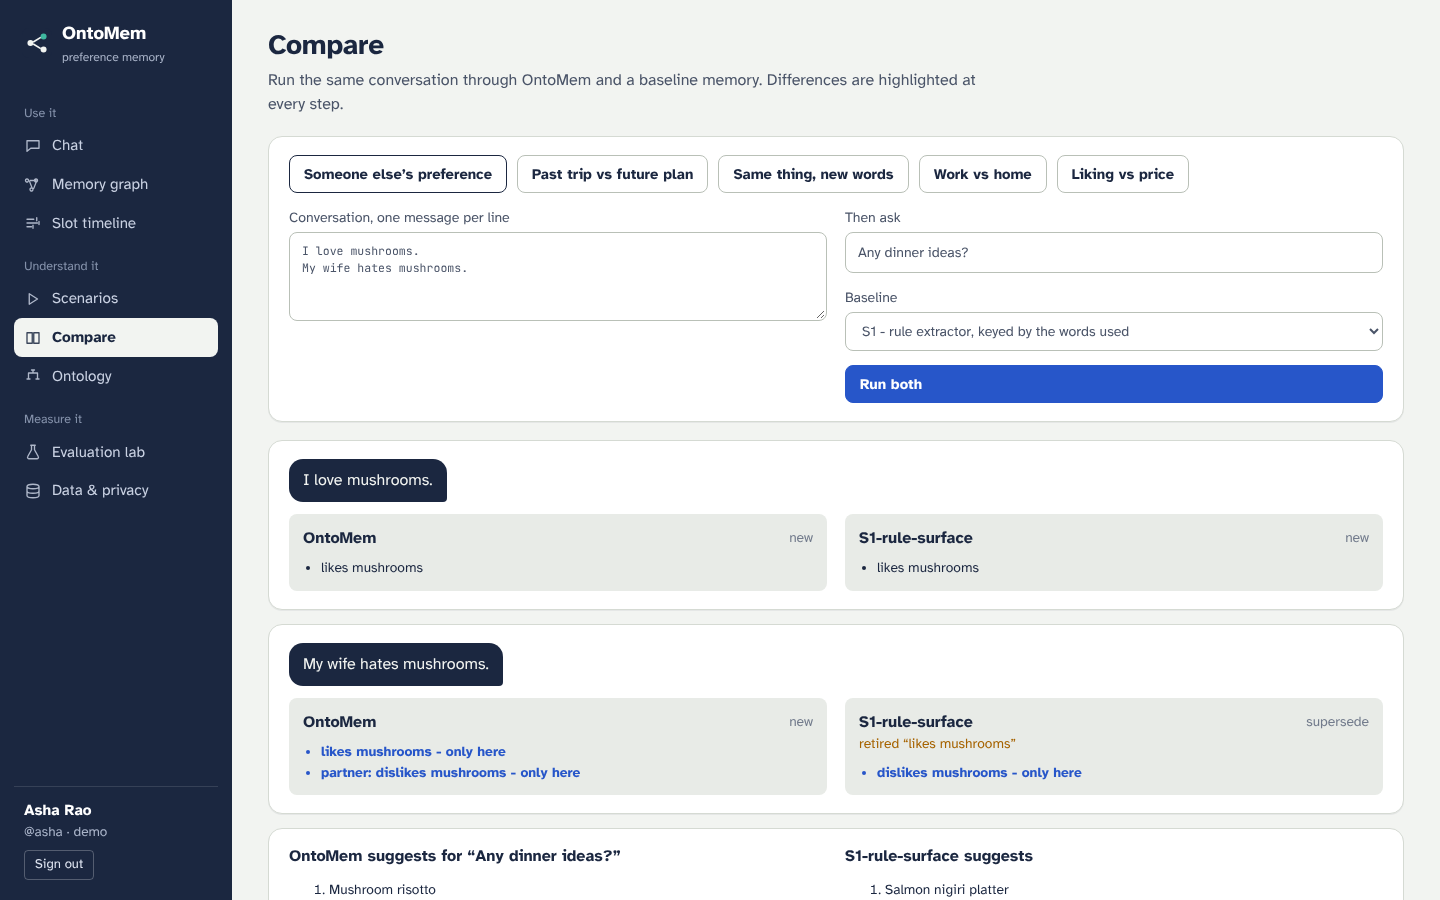 OntoMem
preference memory
Use it
Chat
Memory graph
Slot timeline
Understand it
Scenarios
Compare
Ontology
Measure it
Evaluation lab
Data & privacy
Asha Rao
@asha · demo
Sign out
Compare
Run the same conversation through OntoMem and a baseline memory. Differences are highlighted at
every step.
Someone else’s preference
Past trip vs future plan
Same thing, new words
Work vs home
Liking vs price
Conversation, one message per line
I love mushrooms.
My wife hates mushrooms.
Then ask
Any dinner ideas?
Baseline
S1 - rule extractor, keyed by the words used
Run both
I love mushrooms.
OntoMem
new
• likes mushrooms
S1-rule-surface
new
• likes mushrooms
My wife hates mushrooms.
OntoMem
new
• likes mushrooms - only here
• partner: dislikes mushrooms - only here
S1-rule-surface
supersede
retired “likes mushrooms”
• dislikes mushrooms - only here
OntoMem suggests for “Any dinner ideas?”
1. Mushroom risotto
S1-rule-surface suggests
1. Salmon nigiri platter